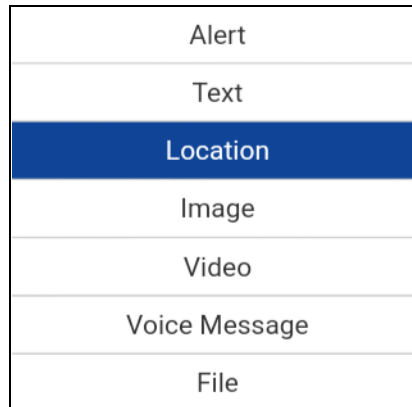 Alert
Text
Location
Image
Video
Voice Message
File